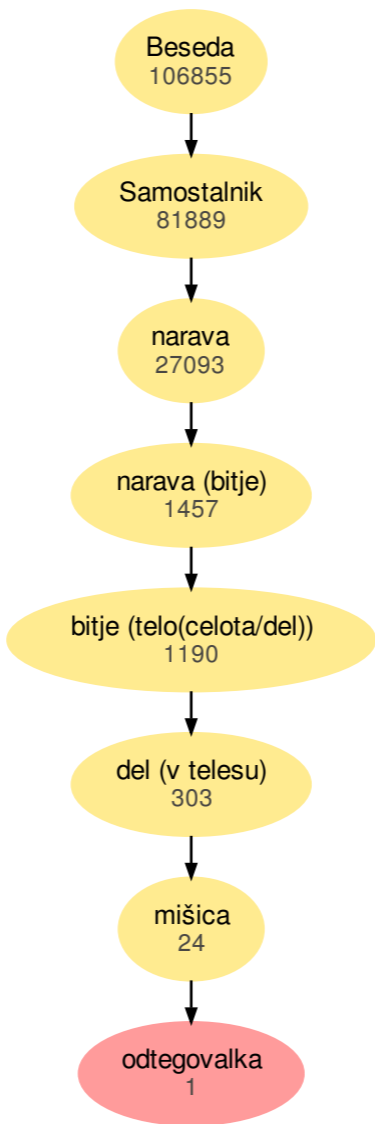 Beseda
106855
Samostalnik
81889
narava
27093
narava (bitje)
1457
bitje (telo(celota/del))
1190
del (v telesu)
303
mišica
24
odtegovalka
1